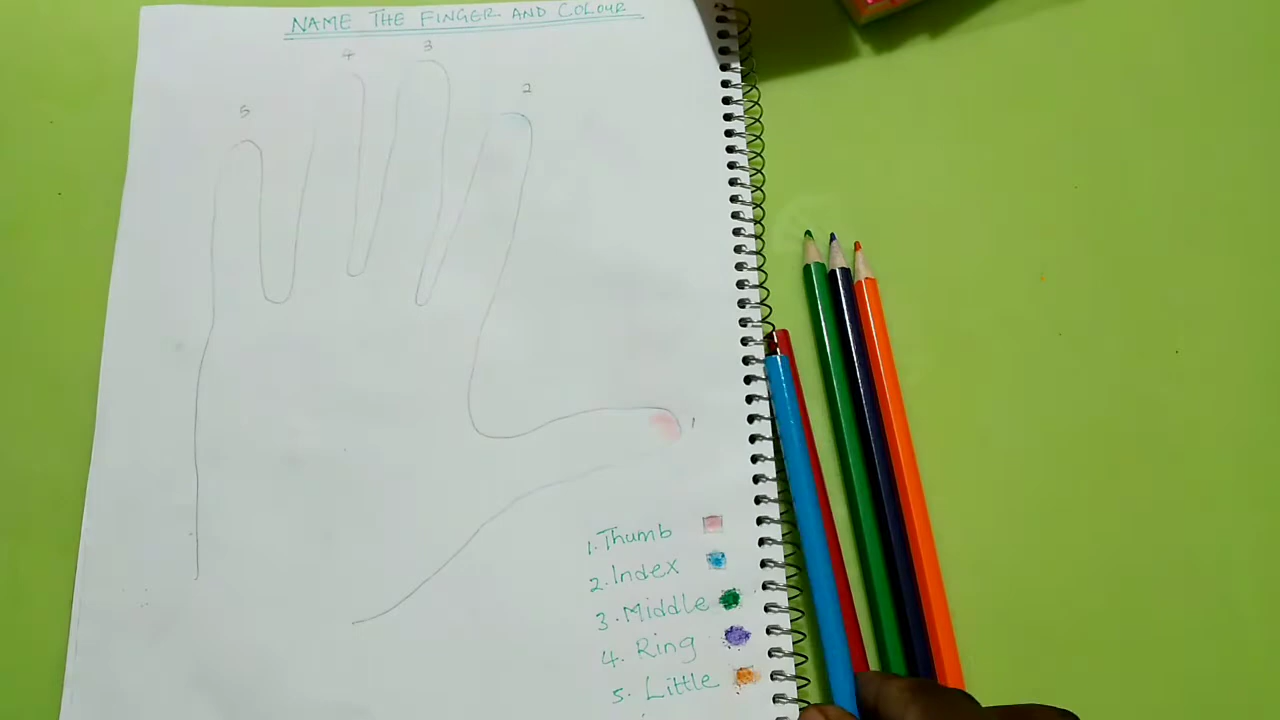 NAME THE FINGER AND COLOUR
4
3
2
5
1
1. Thumb
2. Index
3. Middle
4. Ring
5. Little